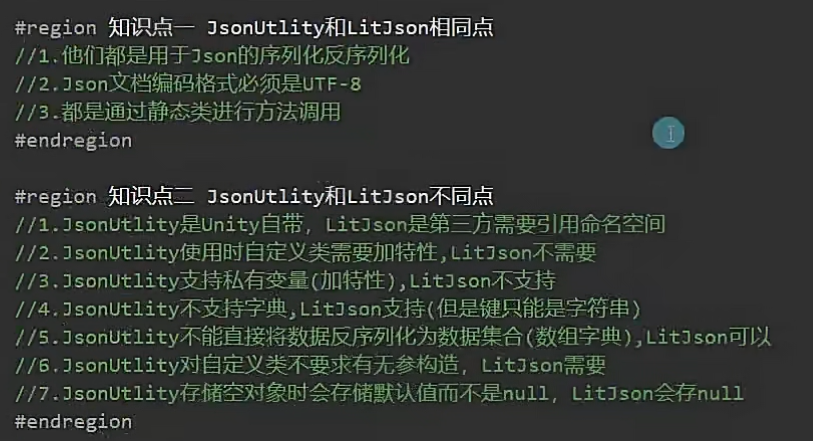 #region 知识点一 JsonUtlity和LitJson相同点
//1.他们都是用于Json的序列化反序列化
//2.Json文档编码格式必须是UTF-8
//3.都是通过静态类进行方法调用
#endregion
#region 知识点二 JsonUtlity和LitJson不同点
//1.JsonUtlity是Unity自带，LitJson是第三方需要引用命名空间
//2.JsonUtlity使用时自定义类需要加特性,LitJson不需要
//3.JsonUtlity支持私有变量(加特性),LitJson不支持
//4.JsonUtlity不支持字典,LitJson支持(但是键只能是字符串)
//5.JsonUtlity不能直接将数据反序列化为数据集合(数组字典),LitJson可以
//6.JsonUtlity对自定义类不要求有无参构造，LitJson需要
//7.JsonUtlity存储空对象时会存储默认值而不是null，LitJson会存null
#endregion